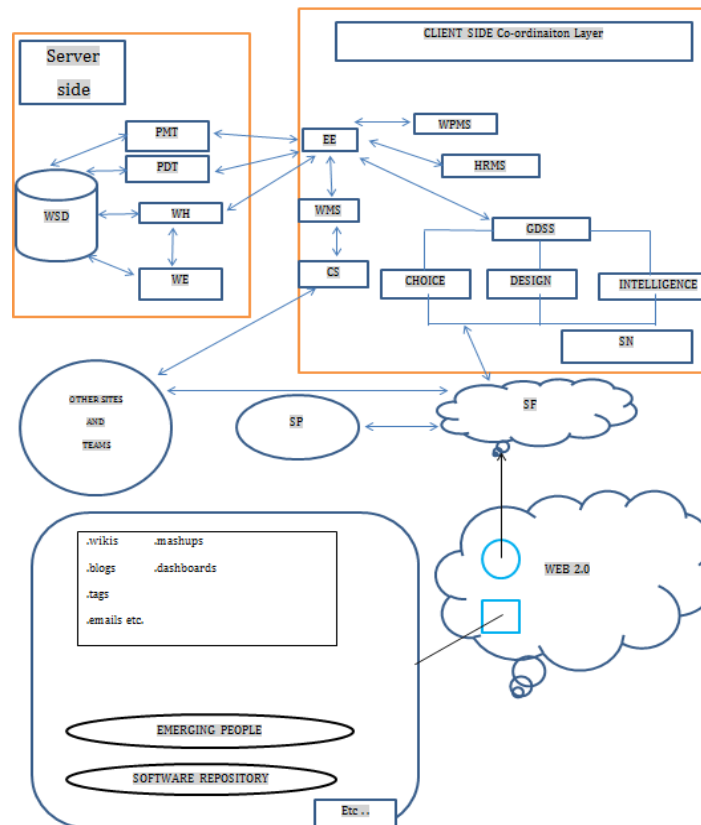 Server
side
CLIENT SIDE Co-ordinaiton Layer
PMT
PDT
WSD
WH
WE
EE
WPMS
HRMS
WMS
GDSS
CS
CHOICE
DESIGN
INTELLIGENCE
SN
OTHER SITES
AND
TEAMS
SP
SF
.wikis .mashups
.blogs .dashboards
.tags
.emails etc.
WEB 2.0
EMERGING PEOPLE
SOFTWARE REPOSITORY
Etc . .